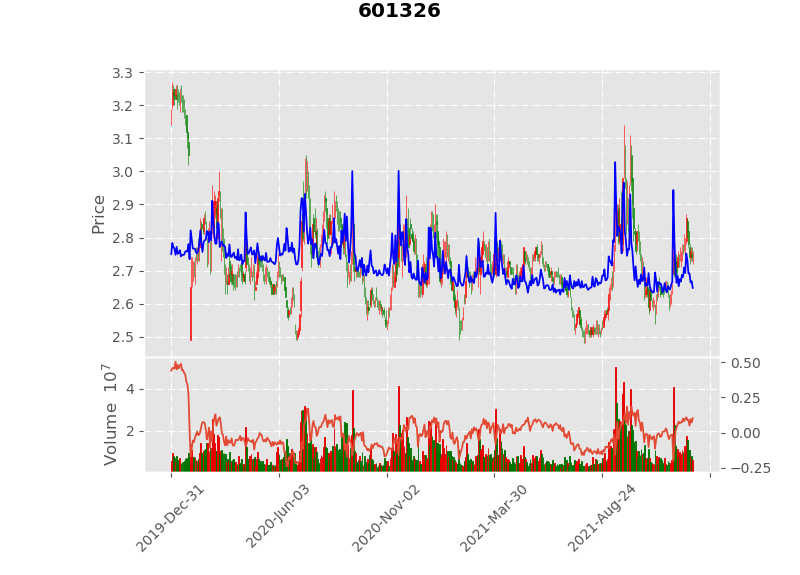 601326
3.3
3.2
3.1
3.0
2.9
2.8
2.7
2.6
2.5
Price
0.50
0.25
0.00
−0.25
4
2
Volume 10^7
2019-Dec-31
2020-Jun-03
2020-Nov-02
2021-Mar-30
2021-Aug-24